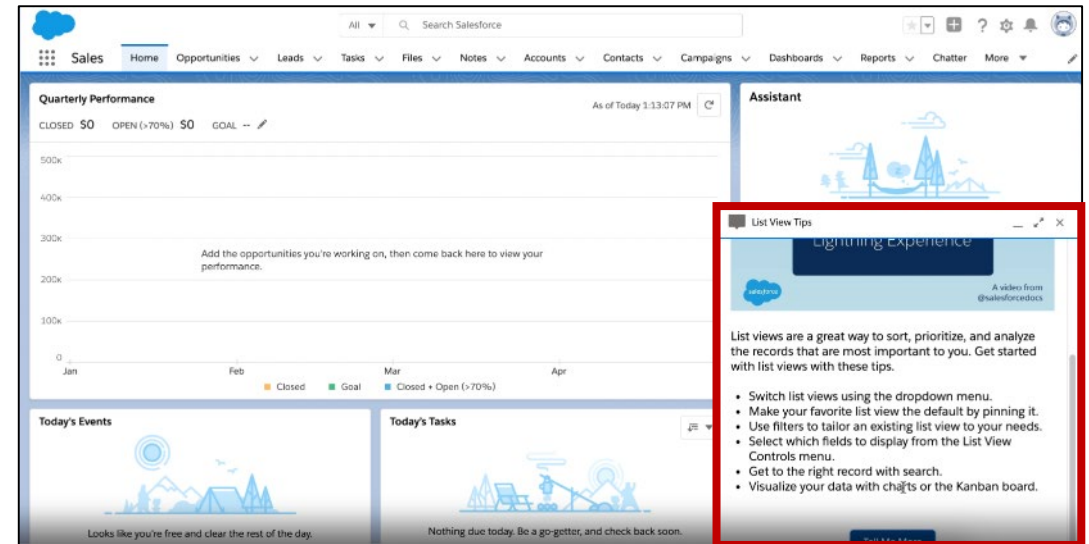 All
Search Salesforce
Sales Home Opportunities Leads Tasks Files Notes Accounts Contacts Campaigns Dashboards Reports Chatter More
Quarterly Performance
As of Today 1:13:07 PM
CLOSED $0 OPEN (>70%) $0 GOAL --
500K
400K
300K
200K
100K
0
Add the opportunities you're working on, then come back here to view your
performance.
Jan Feb Mar Apr
Closed Goal Closed + Open (>70%)
Assistant
List View Tips
Lightning Experience
salesforce
A video from
@salesforcedocs
List views are a great way to sort, prioritize, and analyze
the records that are most important to you. Get started
with list views with these tips.
• Switch list views using the dropdown menu.
• Make your favorite list view the default by pinning it.
• Use filters to tailor an existing list view to your needs.
• Select which fields to display from the List View
Controls menu.
• Get to the right record with search.
• Visualize your data with charts or the Kanban board.
Tell Me More
Today's Events
Looks like you're free and clear the rest of the day.
Today's Tasks
Nothing due today. Be a go-getter, and check back soon.